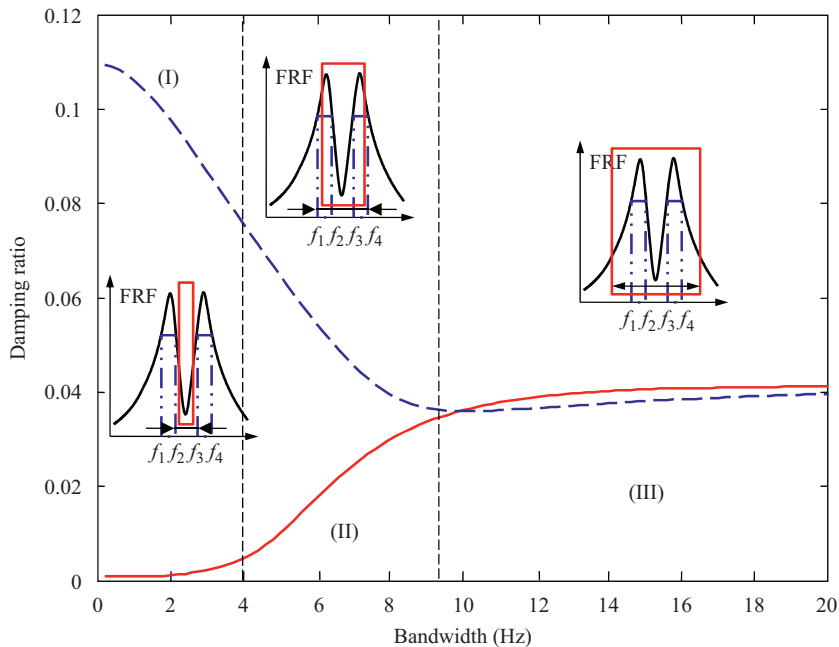 0.12
0.1
0.08
0.06
0.04
0.02
0
Damping ratio
(I)
FRF
f1 f2 f3 f4
FRF
f1 f2 f3 f4
FRF
f1 f2 f3 f4
(II)
(III)
0 2 4 6 8 10 12 14 16 18 20
Bandwidth (Hz)